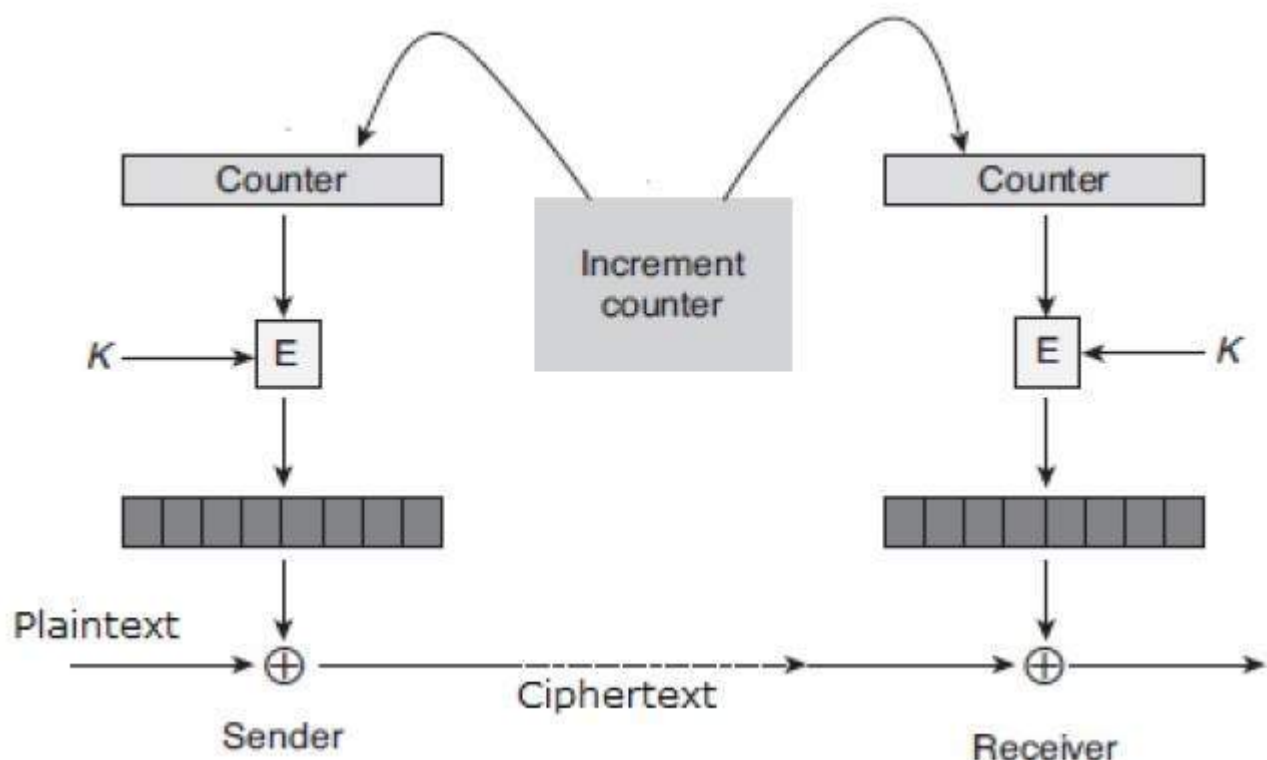 Counter
Counter
Increment
counter
K
E
E
K
Plaintext
Ciphertext
Sender
Receiver